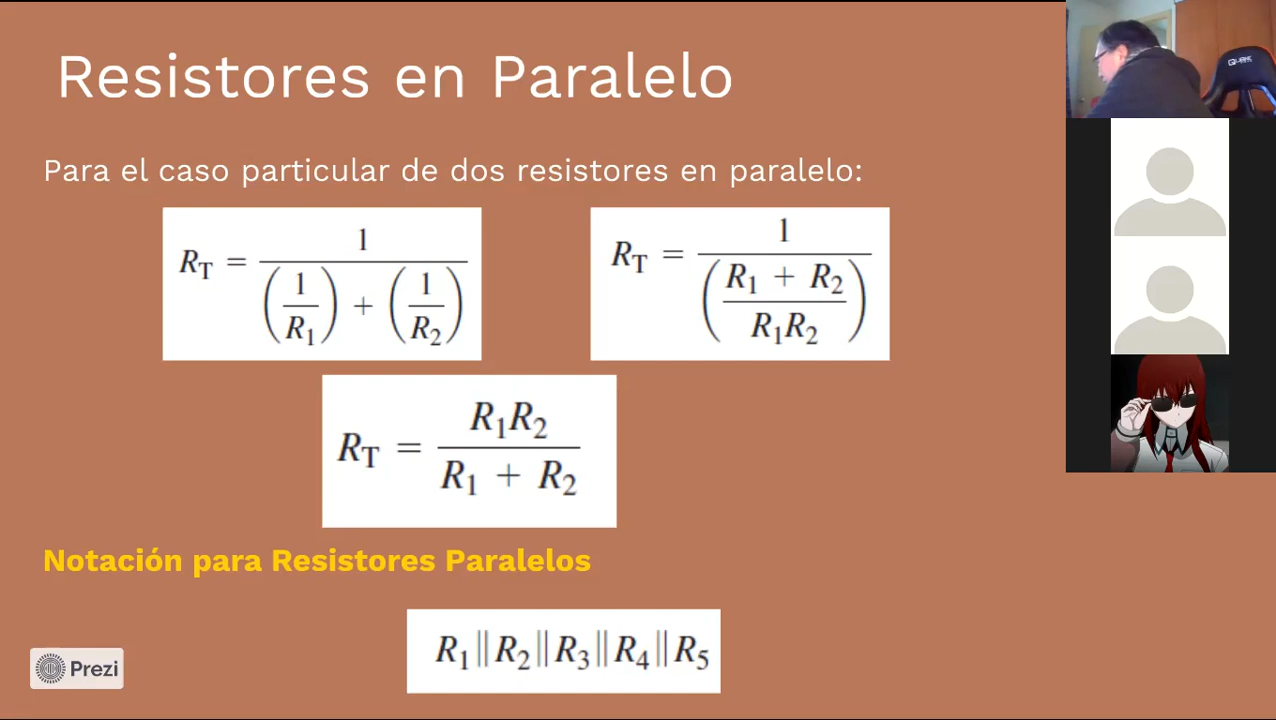 Resistores en Paralelo
Para el caso particular de dos resistores en paralelo:
R_T = 1 / ((1/R_1) + (1/R_2))
R_T = 1 / ((R_1 + R_2)/(R_1R_2))
R_T = R_1R_2 / (R_1 + R_2)
Notación para Resistores Paralelos
R_1||R_2||R_3||R_4||R_5
Prezi